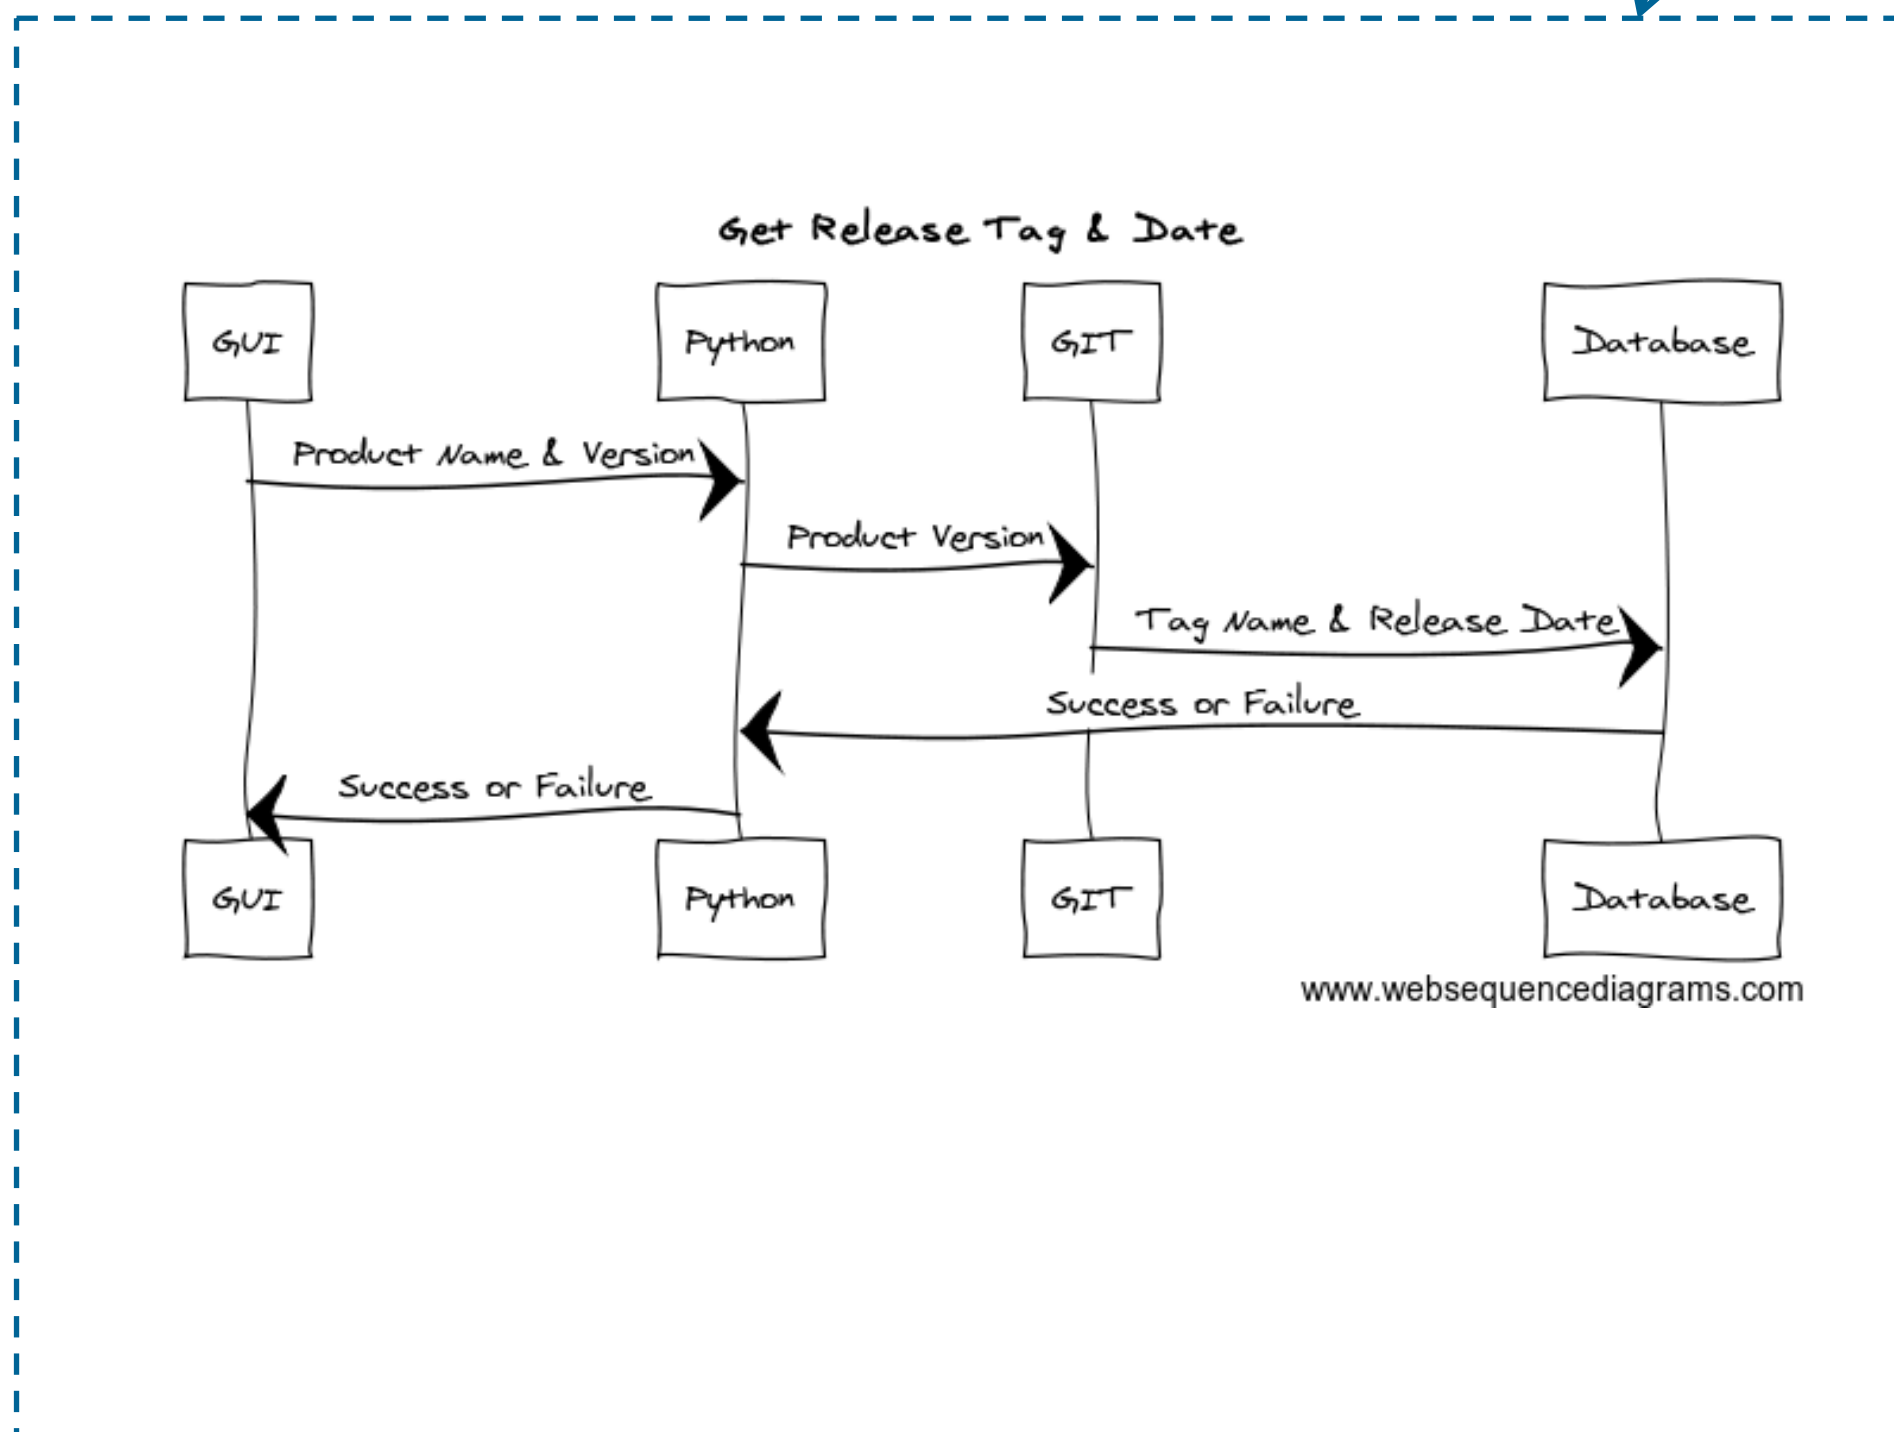 Get Release Tag & Date
GUI
Python
GIT
Database
Product Name & Version
Product Version
Tag Name & Release Date
Success or Failure
Success or Failure
GUI
Python
GIT
Database
www.websequencediagrams.com